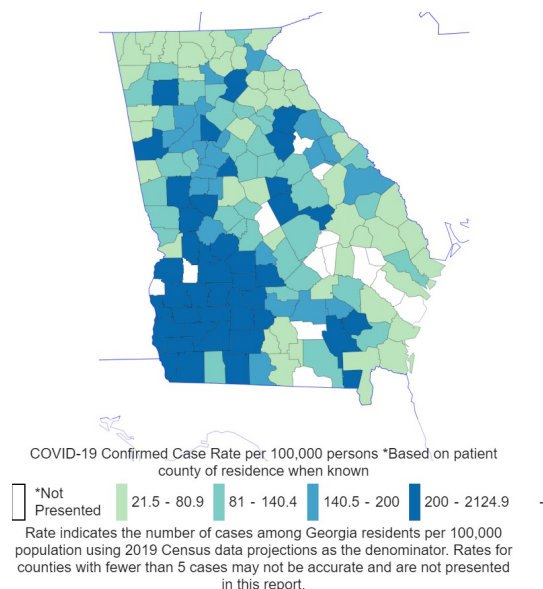 COVID-19 Confirmed Case Rate per 100,000 persons *Based on patient
county of residence when known
*Not
Presented
21.5 - 80.9
81 - 140.4
140.5 - 200
200 - 2124.9
-
Rate indicates the number of cases among Georgia residents per 100,000
population using 2019 Census data projections as the denominator. Rates for
counties with fewer than 5 cases may not be accurate and are not presented
in this report.